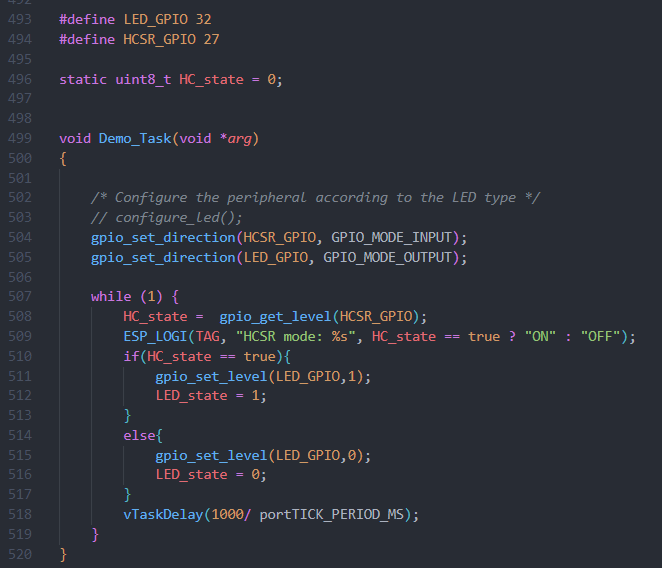 493 #define LED_GPIO 32
494 #define HCSR_GPIO 27
495
496 static uint8_t HC_state = 0;
497
498
499 void Demo_Task(void *arg)
500 {
501
502     /* Configure the peripheral according to the LED type */
503     // configure_led();
504     gpio_set_direction(HCSR_GPIO, GPIO_MODE_INPUT);
505     gpio_set_direction(LED_GPIO, GPIO_MODE_OUTPUT);
506
507     while (1) {
508         HC_state =  gpio_get_level(HCSR_GPIO);
509         ESP_LOGI(TAG, "HCSR mode: %s", HC_state == true ? "ON" : "OFF");
510         if(HC_state == true){
511             gpio_set_level(LED_GPIO,1);
512             LED_state = 1;
513         }
514         else{
515             gpio_set_level(LED_GPIO,0);
516             LED_state = 0;
517         }
518         vTaskDelay(1000/ portTICK_PERIOD_MS);
519     }
520 }